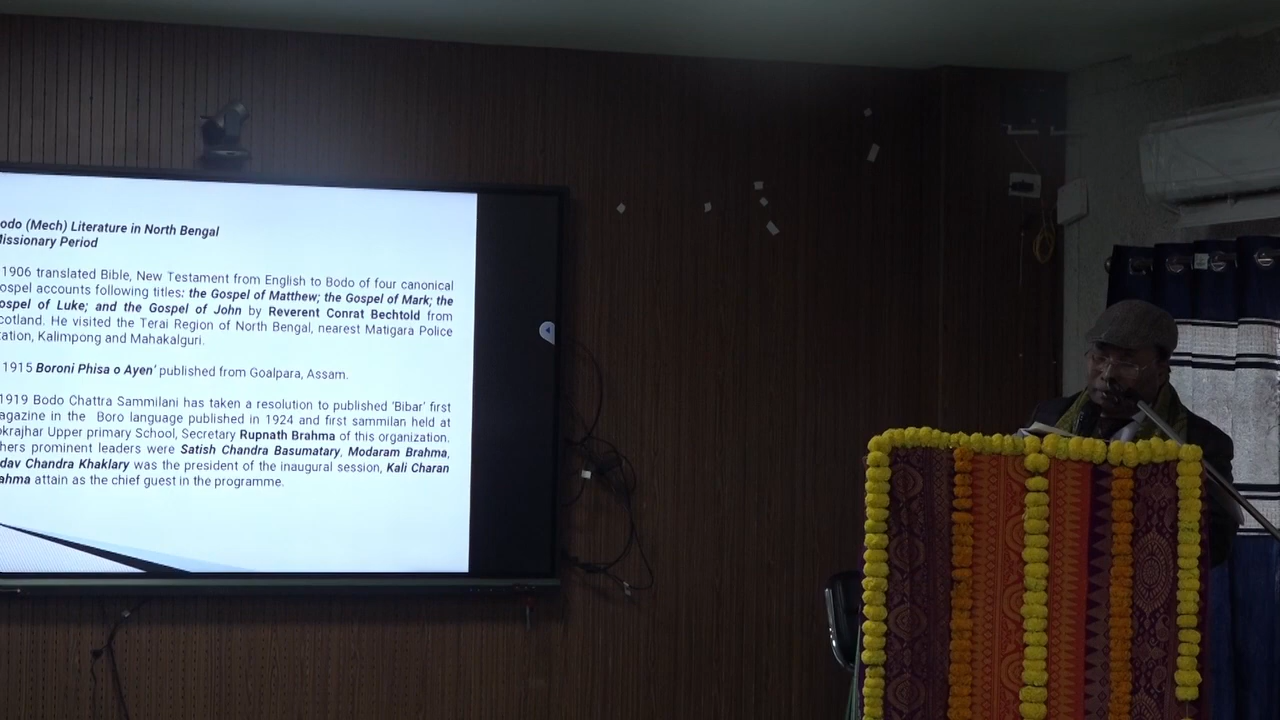 odo (Mech) Literature in North Bengal
Missionary Period
1906 translated Bible, New Testament from English to Bodo of four canonical
ospel accounts following titles: the Gospel of Matthew; the Gospel of Mark; the
ospel of Luke; and the Gospel of John by Reverent Conrat Bechtold from
cotland. He visited the Terai Region of North Bengal, nearest Matigara Police
tation, Kalimpong and Mahakalguri.
1915 Boroni Phisa o Ayen' published from Goalpara, Assam.
1919 Bodo Chattra Sammilani has taken a resolution to published 'Bibar' first
agazine in the Boro language published in 1924 and first sammilan held at
okrajhar Upper primary School, Secretary Rupnath Brahma of this organization.
hers prominent leaders were Satish Chandra Basumatary, Modaram Brahma,
dav Chandra Khaklary was the president of the inaugural session, Kali Charan
ahma attain as the chief guest in the programme.